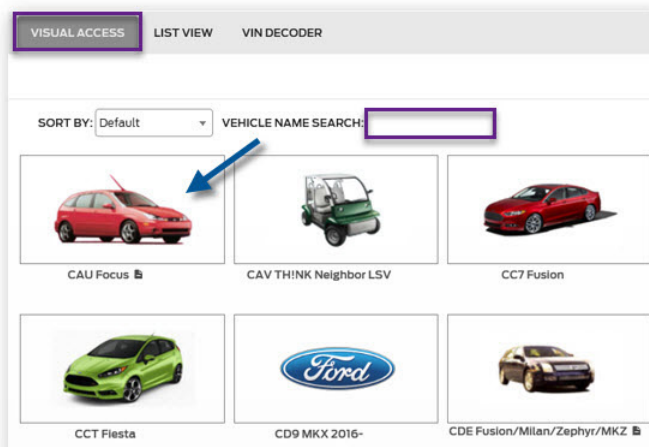 VISUAL ACCESS LIST VIEW VIN DECODER
SORT BY: Default VEHICLE NAME SEARCH:
CAU Focus CAV TH!NK Neighbor LSV CC7 Fusion
Ford
CCT Fiesta CD9 MKX 2016- CDE Fusion/Milan/Zephyr/MKZ